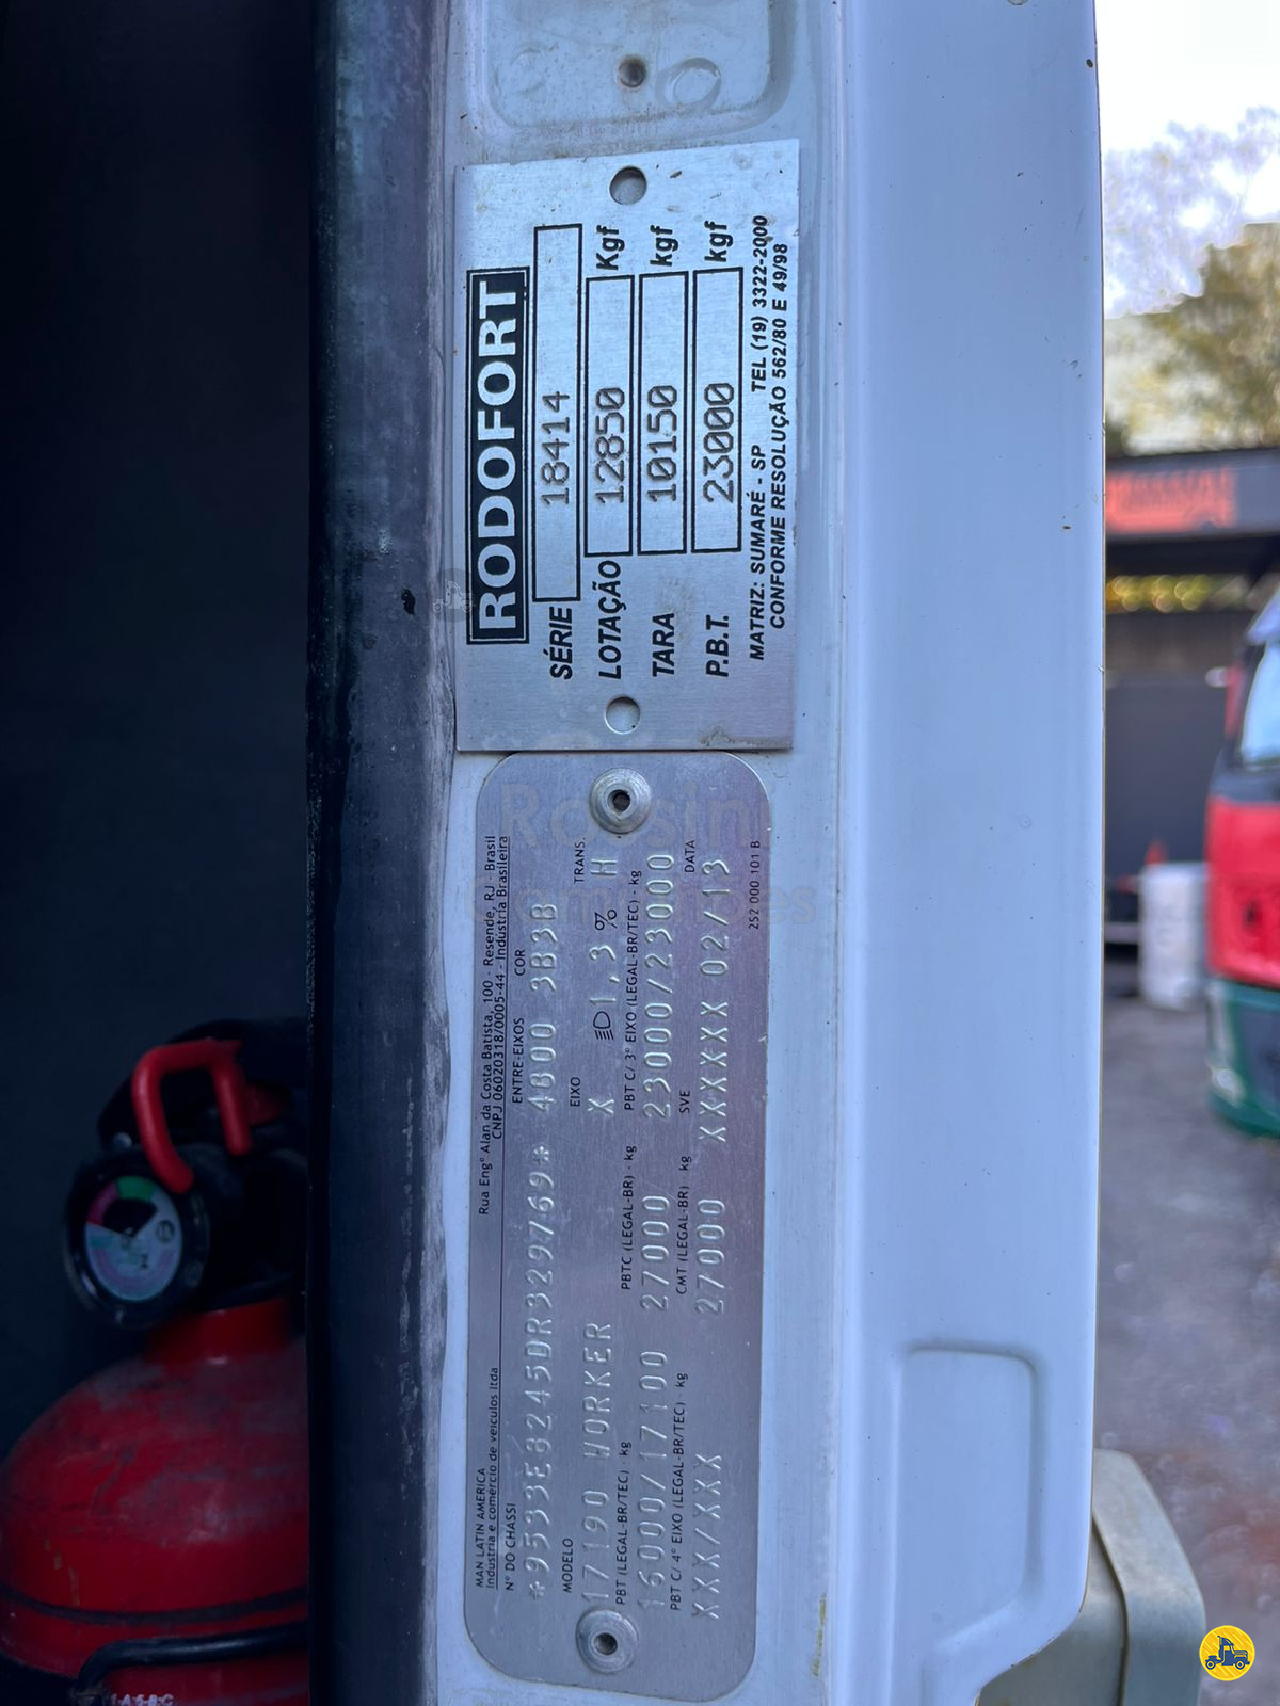 RODOFORT
SÉRIE 18414
LOTAÇÃO 12850 Kgf
TARA 10150 kgf
P.B.T. 23000 kgf
MATRIZ: SUMARÉ - SP TEL (19) 3322-2000
CONFORME RESOLUÇÃO 562/80 E 49/98
MAN LATIN AMERICA Rua Engº Alan da Costa Batista, 100 - Resende, RJ - Brasil
Indústria e comércio de veículos ltda CNPJ 06020318/0005-44 - Indústria Brasileira
Nº DO CHASSI ENTRE-EIXOS COR
*9533E8245DR329769* 4800 3B3B
MODELO EIXO TRANS.
17190 WORKER X 1,3 % H
PBT (LEGAL-BR/TEC) - kg PBTC (LEGAL-BR) - kg PBT C/ 3º EIXO (LEGAL-BR/TEC) - kg
16000/17100 27000 23000/23000
PBT C/ 4º EIXO (LEGAL-BR/TEC) - kg CMT (LEGAL-BR) - kg SVE DATA
XXX/XXX 27000 XXXXX 02/13
252 000 101 B
Rossini
Caminhões
1-A:5-B:C